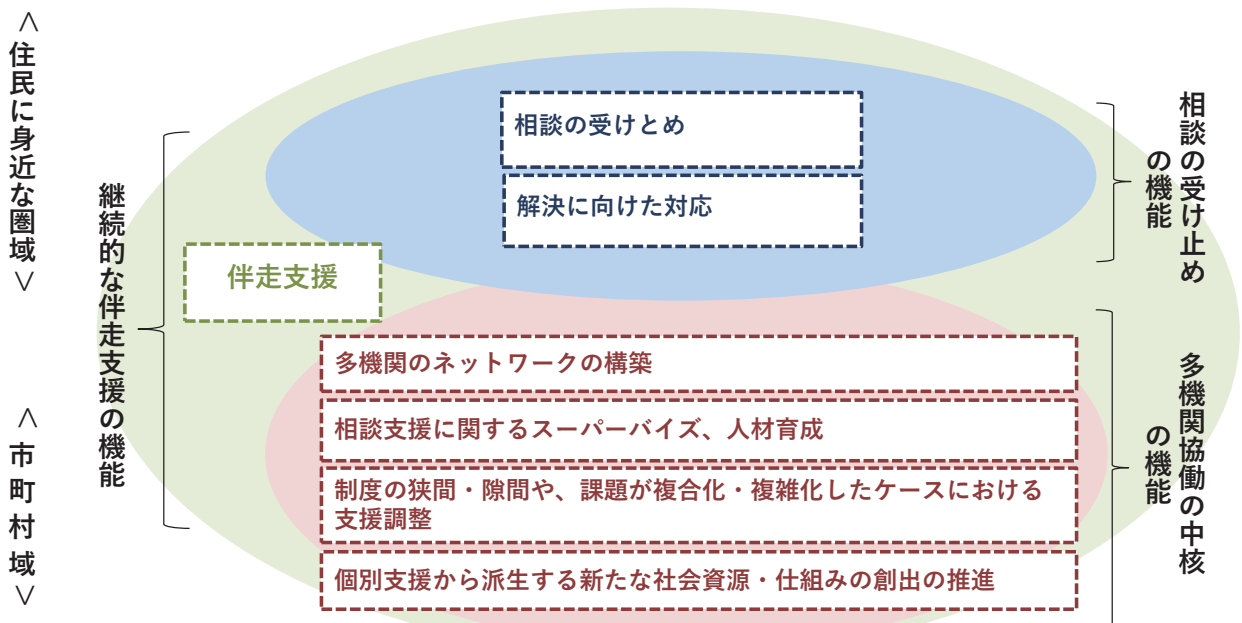 ＜住民に身近な圏域＞
＜市町村域＞
継続的な伴走支援の機能
伴走支援
相談の受けとめ
解決に向けた対応
相談の受け止め
の機能
多機関のネットワークの構築
相談支援に関するスーパーバイズ、人材育成
制度の狭間・隙間や、課題が複合化・複雑化したケースにおける
支援調整
個別支援から派生する新たな社会資源・仕組みの創出の推進
多機関協働の中核
の機能